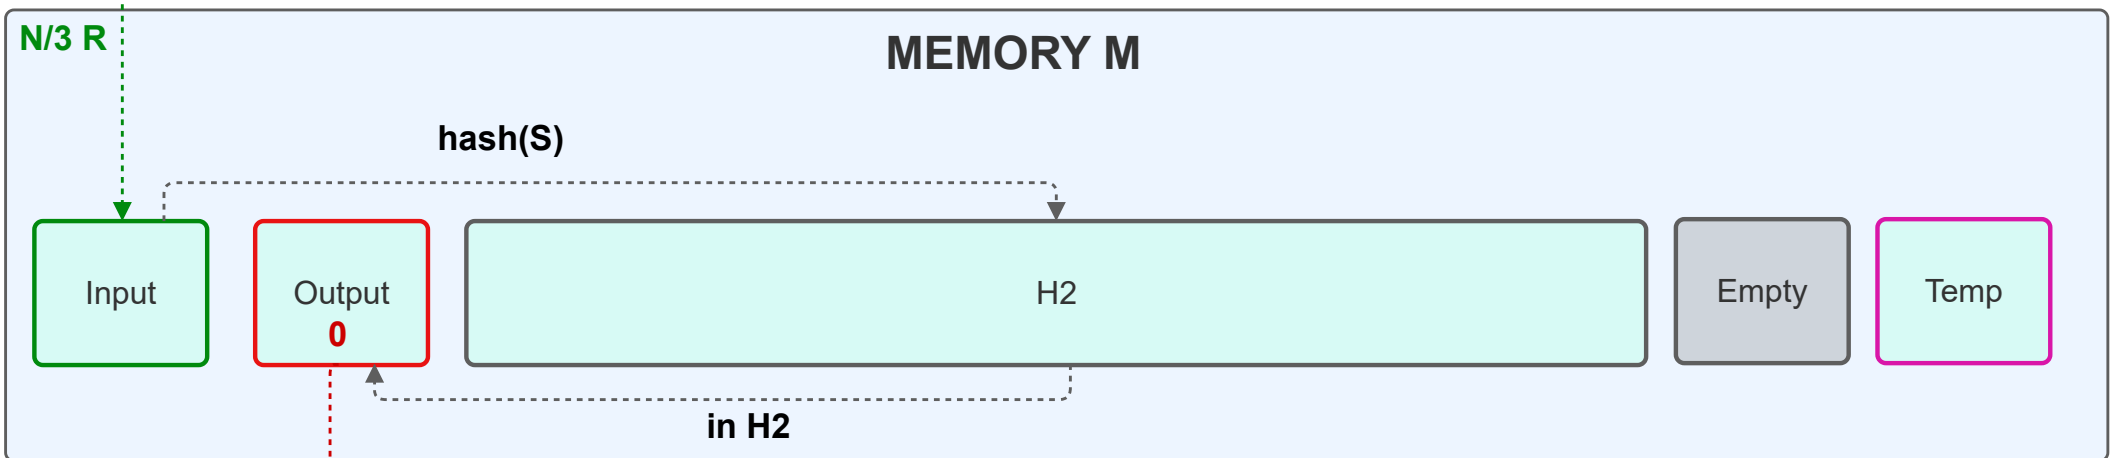 N/3 R
MEMORY M
hash(S)
Input
Output
0
H2
Empty
Temp
in H2